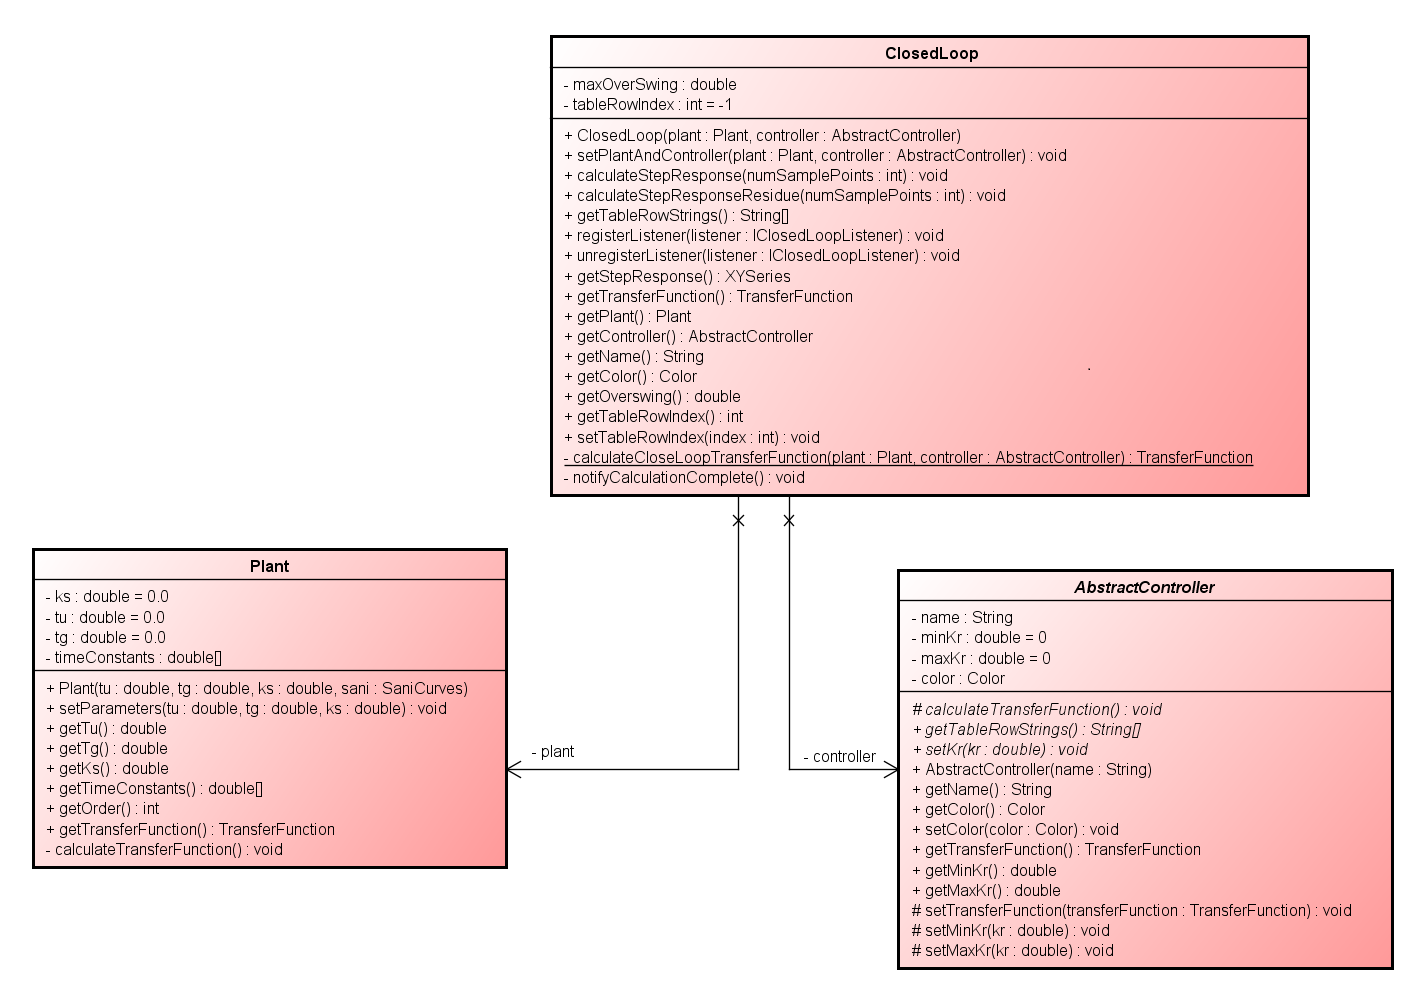 ClosedLoop
- maxOverSwing : double
- tableRowIndex : int = -1
+ ClosedLoop(plant : Plant, controller : AbstractController)
+ setPlantAndController(plant : Plant, controller : AbstractController) : void
+ calculateStepResponse(numSamplePoints : int) : void
+ calculateStepResponseResidue(numSamplePoints : int) : void
+ getTableRowStrings() : String[]
+ registerListener(listener : IClosedLoopListener) : void
+ unregisterListener(listener : IClosedLoopListener) : void
+ getStepResponse() : XYSeries
+ getTransferFunction() : TransferFunction
+ getPlant() : Plant
+ getController() : AbstractController
+ getName() : String
+ getColor() : Color
+ getOverswing() : double
+ getTableRowIndex() : int
+ setTableRowIndex(index : int) : void
- calculateCloseLoopTransferFunction(plant : Plant, controller : AbstractController) : TransferFunction
- notifyCalculationComplete() : void
Plant
- ks : double = 0.0
- tu : double = 0.0
- tg : double = 0.0
- timeConstants : double[]
+ Plant(tu : double, tg : double, ks : double, sani : SaniCurves)
+ setParameters(tu : double, tg : double, ks : double) : void
+ getTu() : double
+ getTg() : double
+ getKs() : double
+ getTimeConstants() : double[]
+ getOrder() : int
+ getTransferFunction() : TransferFunction
- calculateTransferFunction() : void
- plant
- controller
AbstractController
- name : String
- minKr : double = 0
- maxKr : double = 0
- color : Color
# calculateTransferFunction() : void
+ getTableRowStrings() : String[]
+ setKr(kr : double) : void
+ AbstractController(name : String)
+ getName() : String
+ getColor() : Color
+ setColor(color : Color) : void
+ getTransferFunction() : TransferFunction
+ getMinKr() : double
+ getMaxKr() : double
# setTransferFunction(transferFunction : TransferFunction) : void
# setMinKr(kr : double) : void
# setMaxKr(kr : double) : void